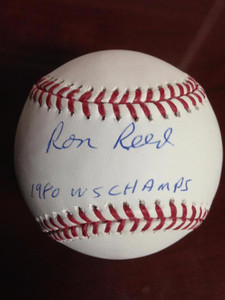 Ron Reed
1980 WS CHAMPS